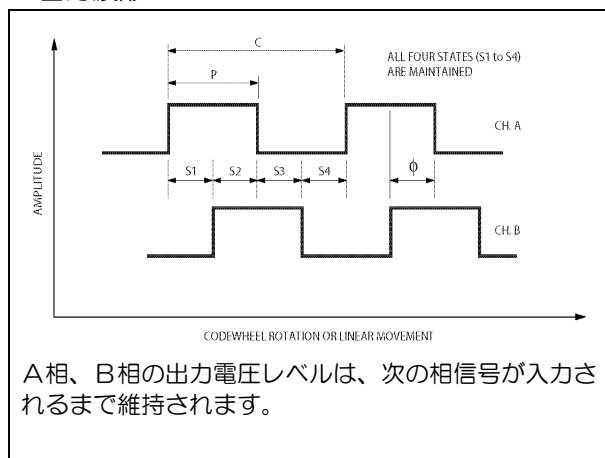 C
P
ALL FOUR STATES (S1 to S4)
ARE MAINTAINED
CH. A
S1 S2 S3 S4
ϕ
CH. B
AMPLITUDE
CODEWHEEL ROTATION OR LINEAR MOVEMENT
A相、B相の出力電圧レベルは、次の相信号が入力さ
れるまで維持されます。